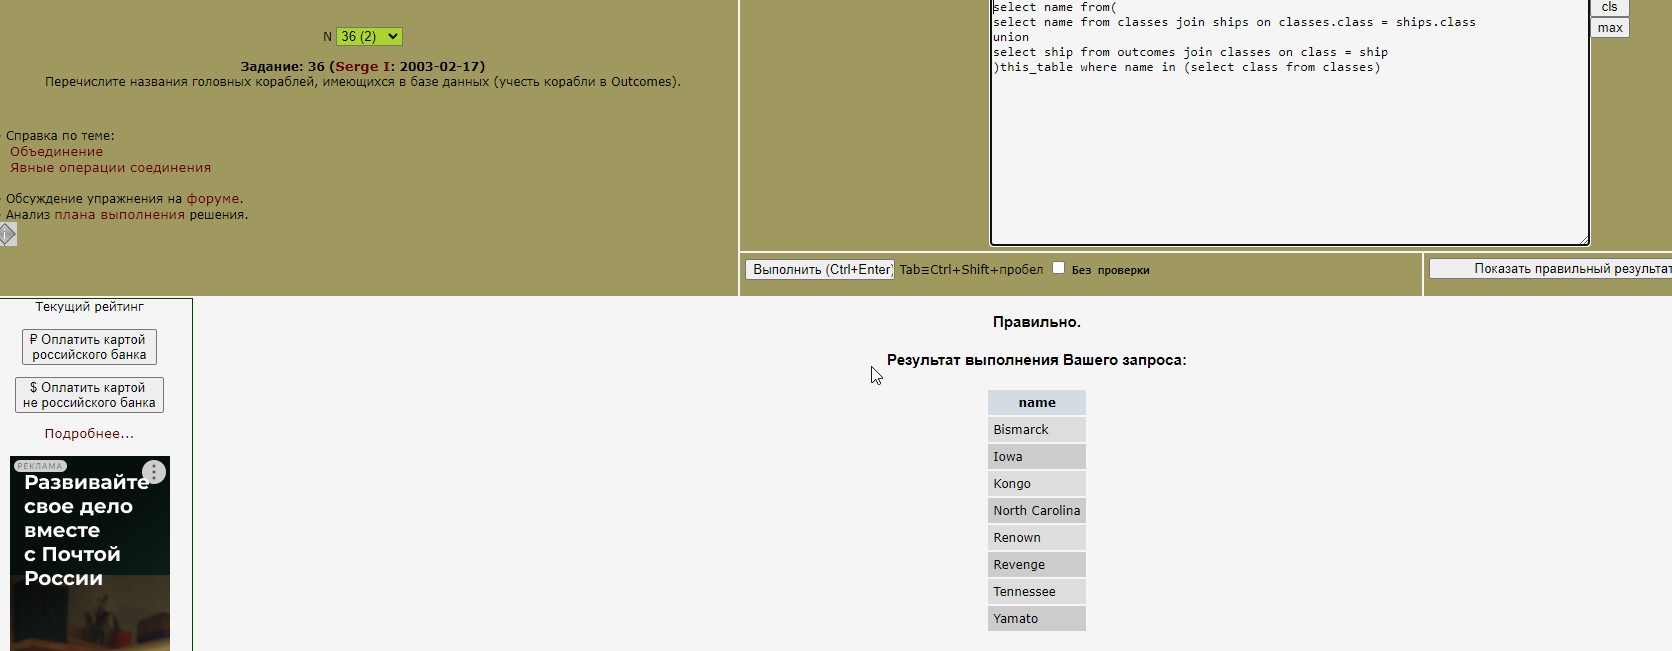 N 36 (2)
Задание: 36 (Serge I: 2003-02-17)
Перечислите названия головных кораблей, имеющихся в базе данных (учесть корабли в Outcomes).
Справка по теме:
Объединение
Явные операции соединения
Обсуждение упражнения на форуме.
Анализ плана выполнения решения.
select name from(
select name from classes join ships on classes.class = ships.class
union
select ship from outcomes join classes on class = ship
)this_table where name in (select class from classes)
cls
max
Выполнить (Ctrl+Enter) Tab≡Ctrl+Shift+пробел Без проверки
Показать правильный результат
Текущий рейтинг
₽ Оплатить картой
российского банка
$ Оплатить картой
не российского банка
Подробнее...
РЕКЛАМА
Развивайте
свое дело
вместе
с Почтой
России
Правильно.
Результат выполнения Вашего запроса:
name
Bismarck
Iowa
Kongo
North Carolina
Renown
Revenge
Tennessee
Yamato